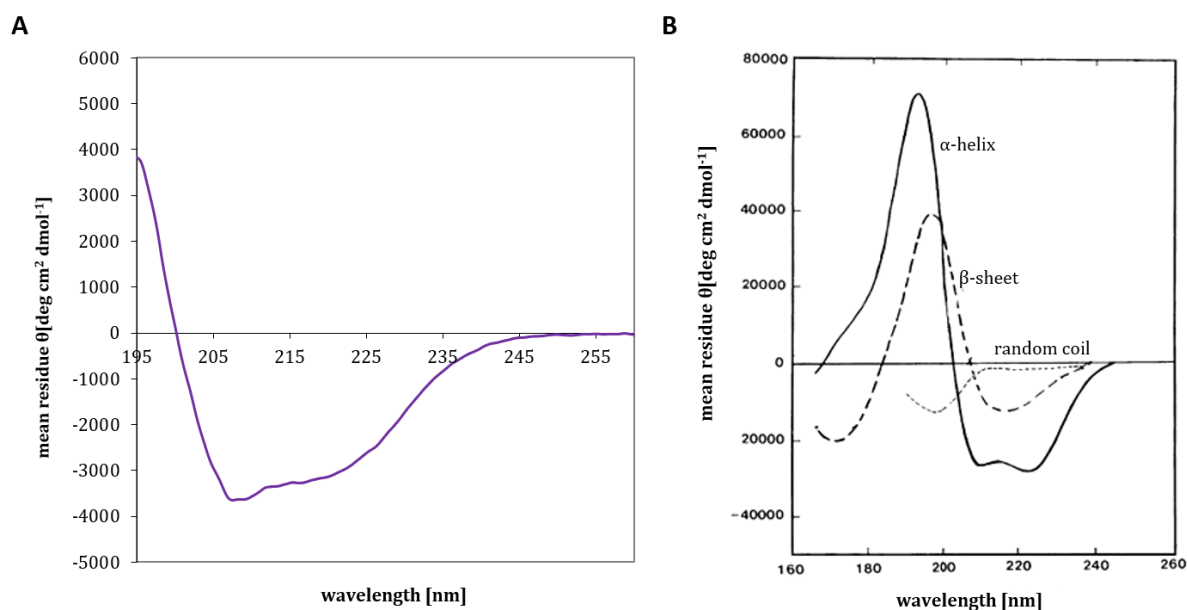 A
6000
5000
4000
3000
2000
1000
0
-1000
-2000
-3000
-4000
-5000
195 205 215 225 235 245 255
mean residue θ[deg cm² dmol⁻¹]
wavelength [nm]
B
80000
60000
40000
20000
0
20000
−40000
160 180 200 220 240 260
α-helix
β-sheet
random coil
mean residue θ[deg cm² dmol⁻¹]
wavelength [nm]